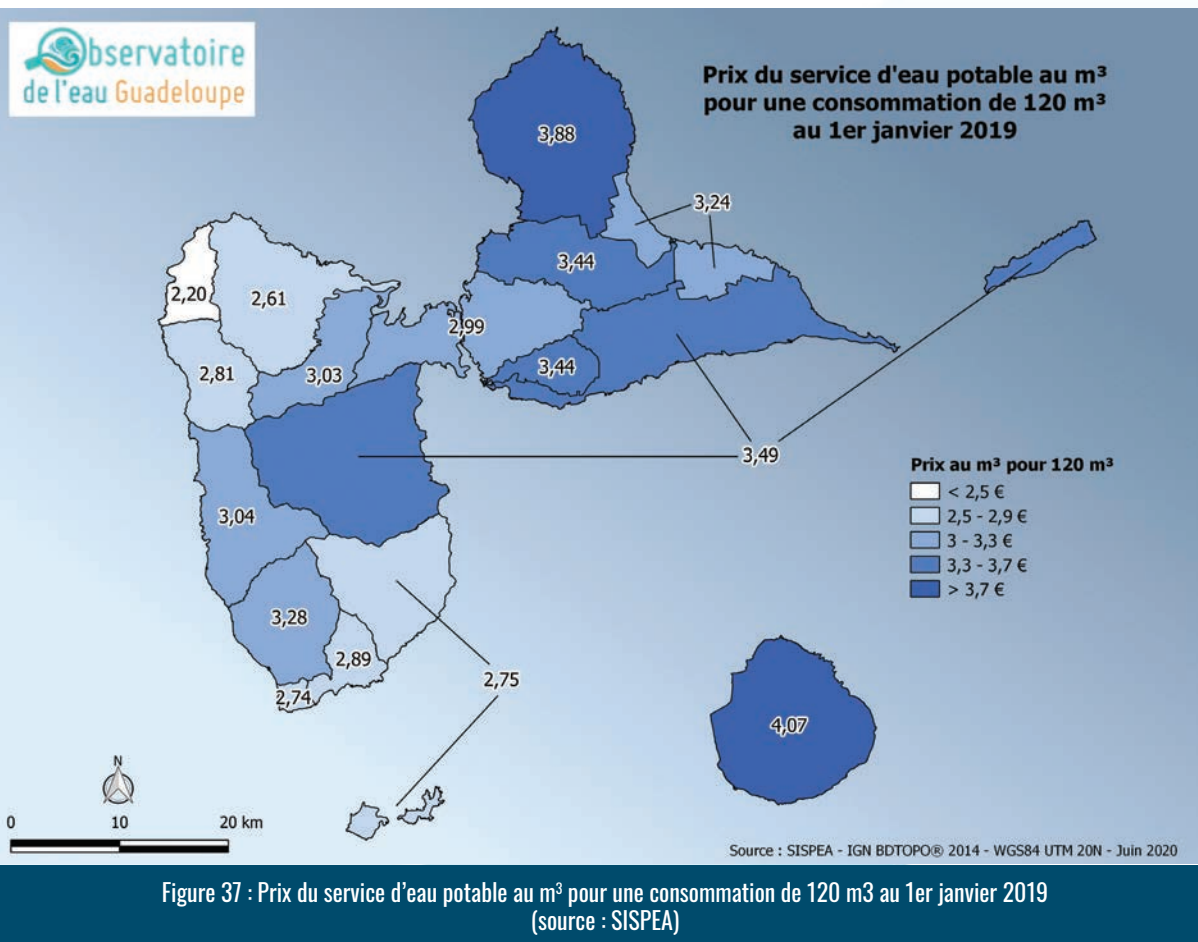 Observatoire
de l'eau Guadeloupe
Prix du service d'eau potable au m³
pour une consommation de 120 m³
au 1er janvier 2019
3,88
3,24
3,44
2,20
2,61
2,99
2,81
3,03
3,44
3,49
3,04
3,28
2,89
2,74
2,75
4,07
Prix au m³ pour 120 m³
< 2,5 €
2,5 - 2,9 €
3 - 3,3 €
3,3 - 3,7 €
> 3,7 €
N
0 10 20 km
Source : SISPEA - IGN BDTOPO® 2014 - WGS84 UTM 20N - Juin 2020
Figure 37 : Prix du service d'eau potable au m³ pour une consommation de 120 m3 au 1er janvier 2019
(source : SISPEA)